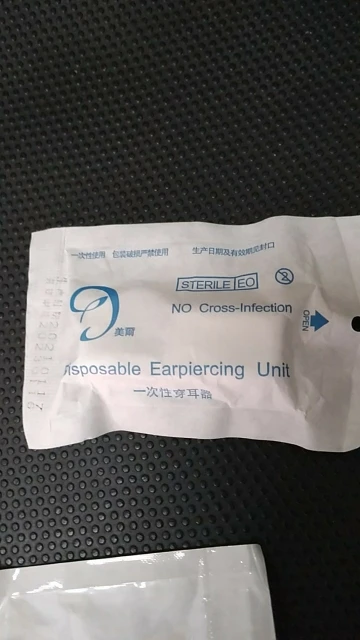 一次性使用 包装破损严禁使用 生产日期及有效期见封口
STERILE EO
NO Cross-Infection
OPEN
美爾
isposable Earpiercing Unit
一次性穿耳器